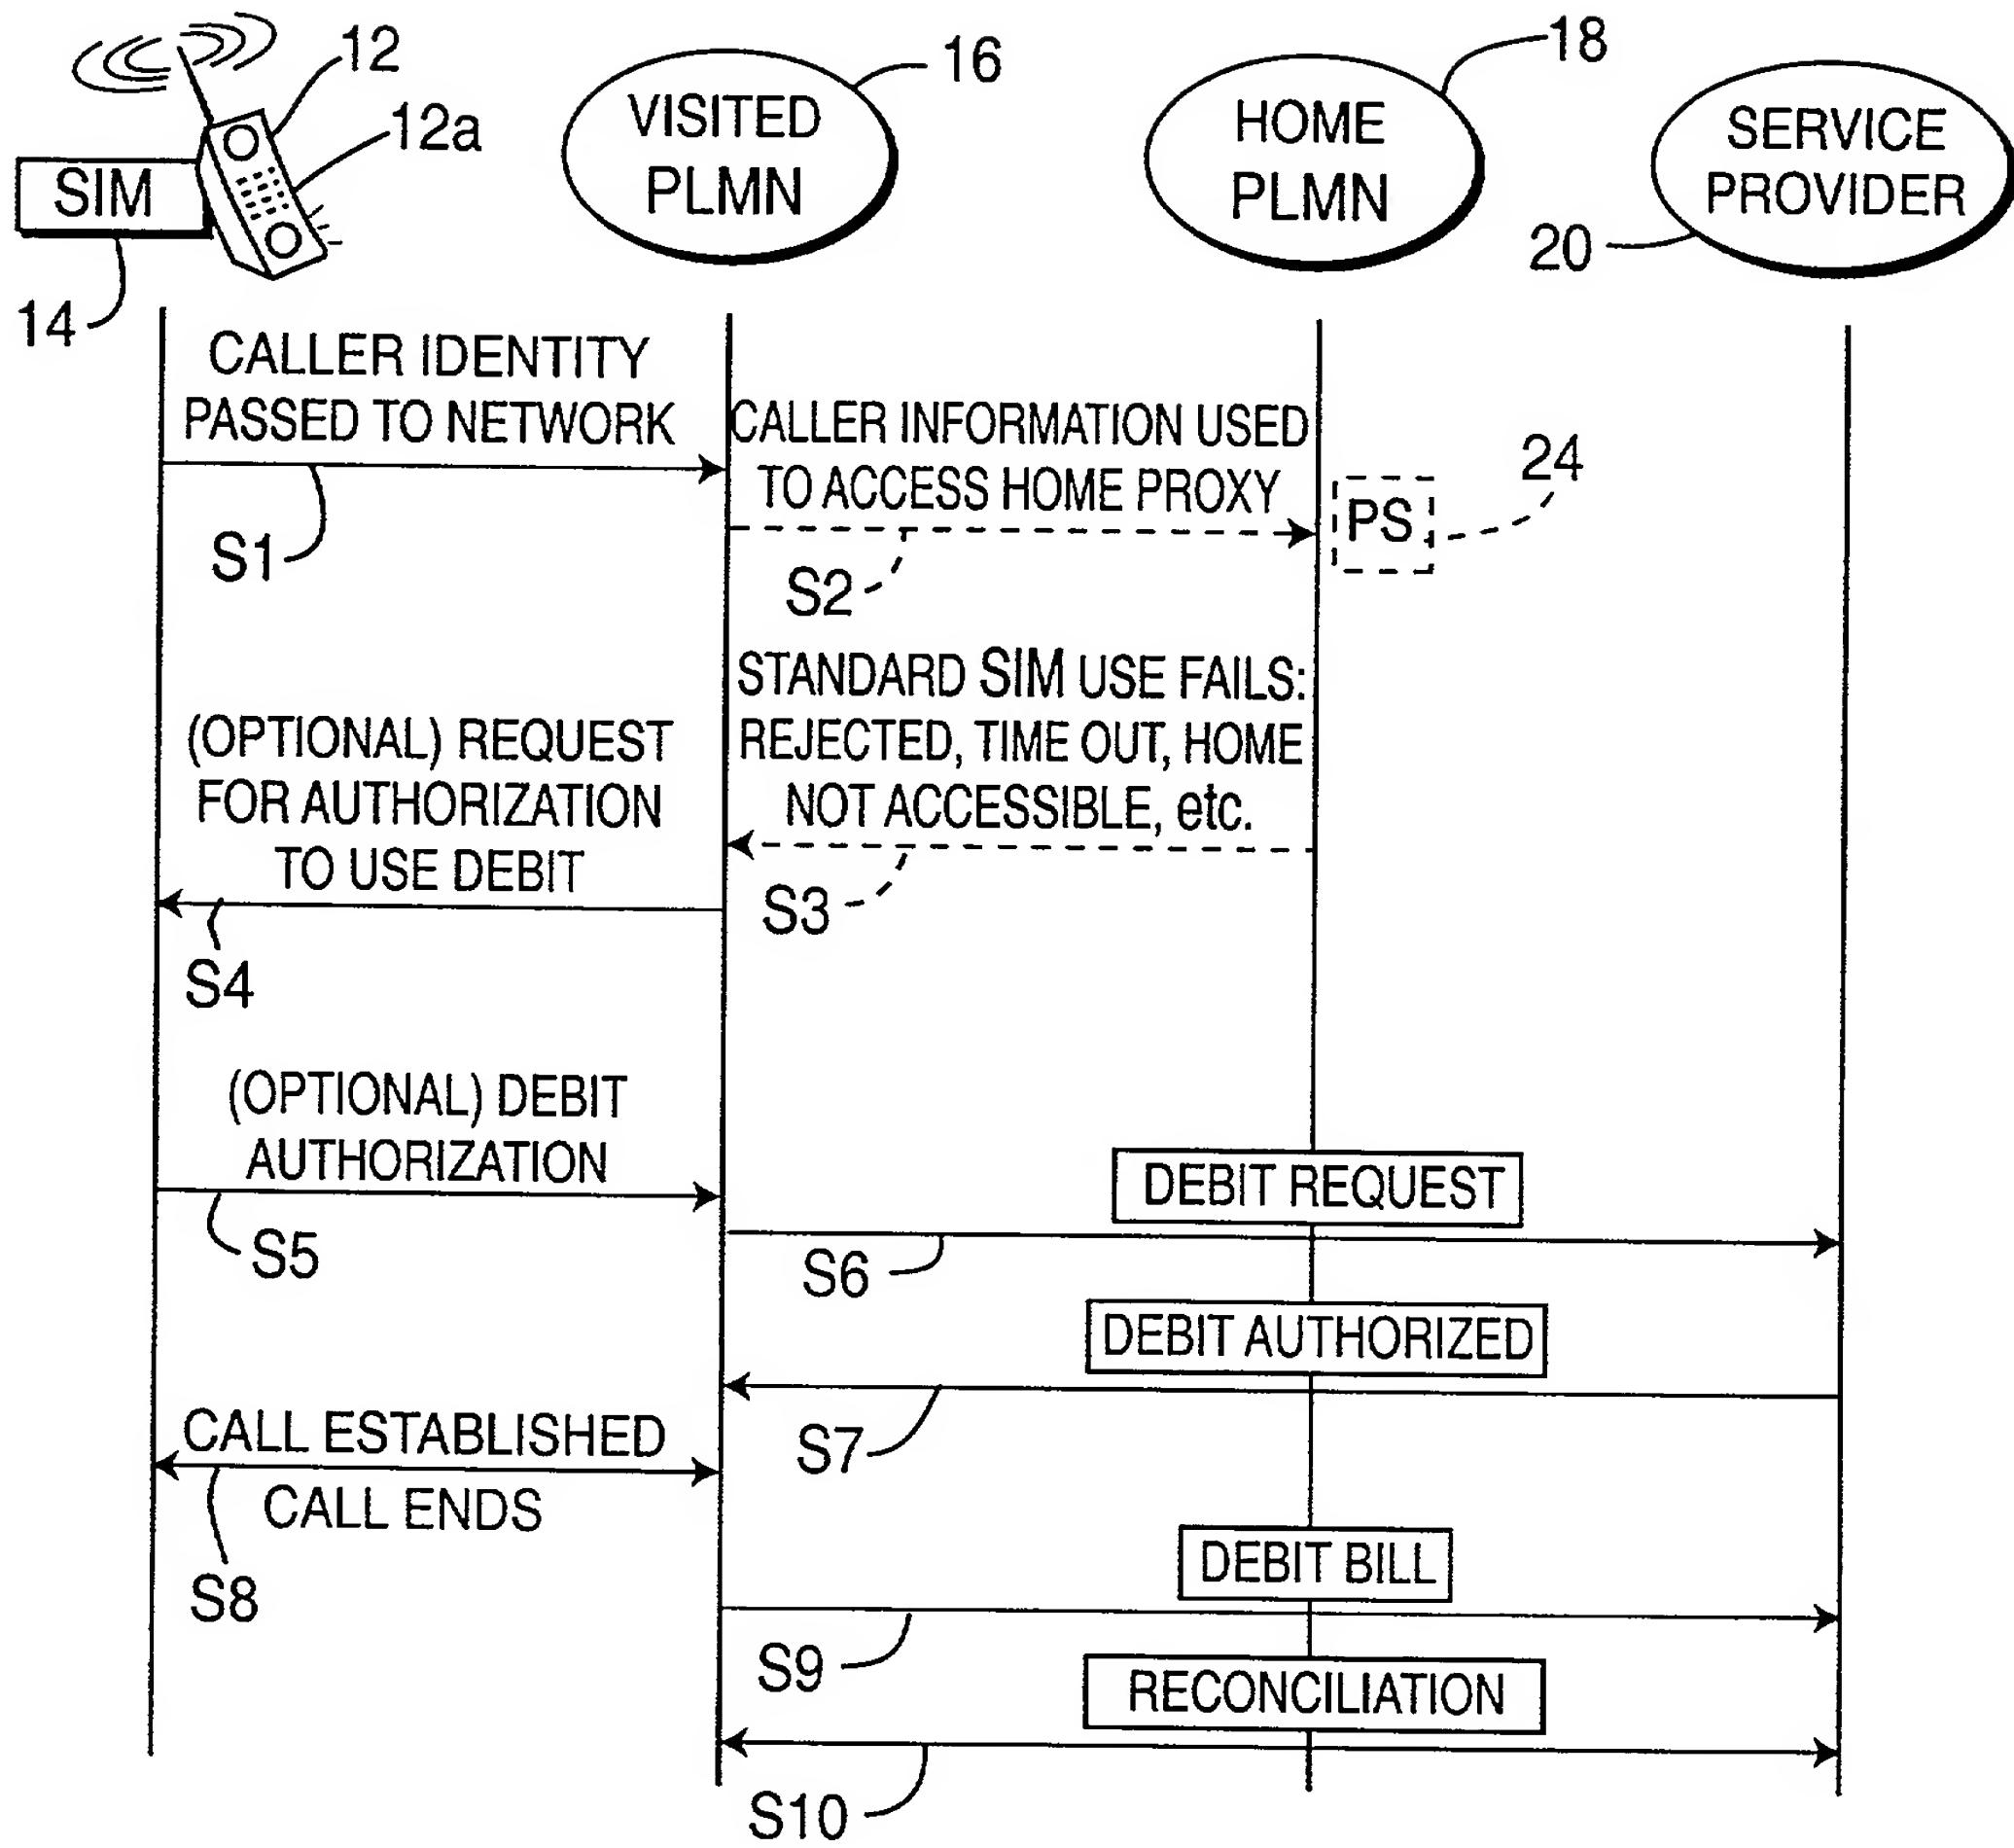 12
12a
SIM
14
VISITED
PLMN
16
HOME
PLMN
18
SERVICE
PROVIDER
20
CALLER IDENTITY
PASSED TO NETWORK
S1
CALLER INFORMATION USED
TO ACCESS HOME PROXY
S2
PS
24
STANDARD SIM USE FAILS:
REJECTED, TIME OUT, HOME
NOT ACCESSIBLE, etc.
S3
(OPTIONAL) REQUEST
FOR AUTHORIZATION
TO USE DEBIT
S4
(OPTIONAL) DEBIT
AUTHORIZATION
S5
DEBIT REQUEST
S6
DEBIT AUTHORIZED
S7
CALL ESTABLISHED
CALL ENDS
S8
DEBIT BILL
S9
RECONCILIATION
S10